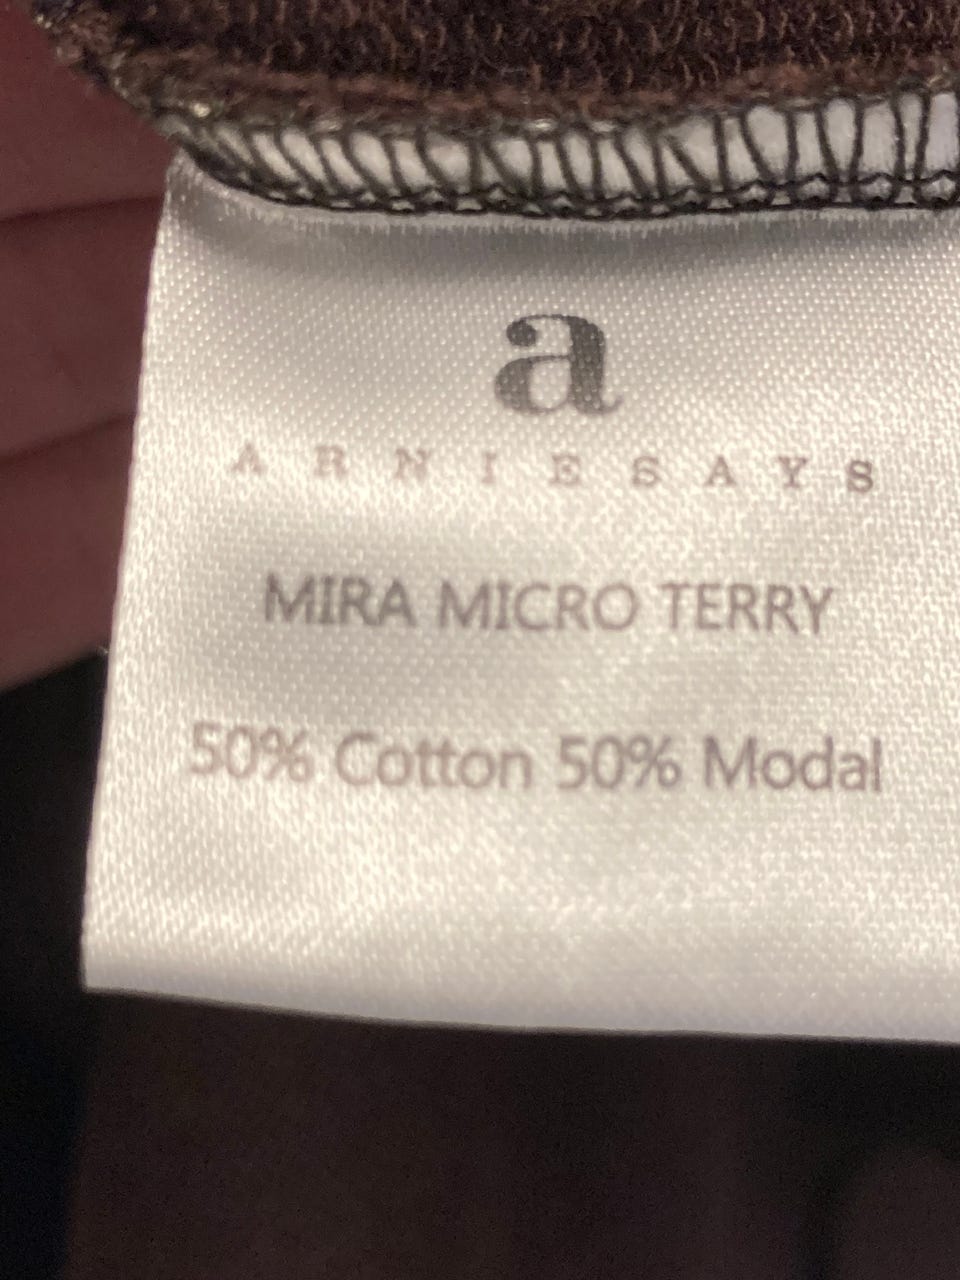 a
ARNIESAYS
MIRA MICRO TERRY
50% Cotton 50% Modal